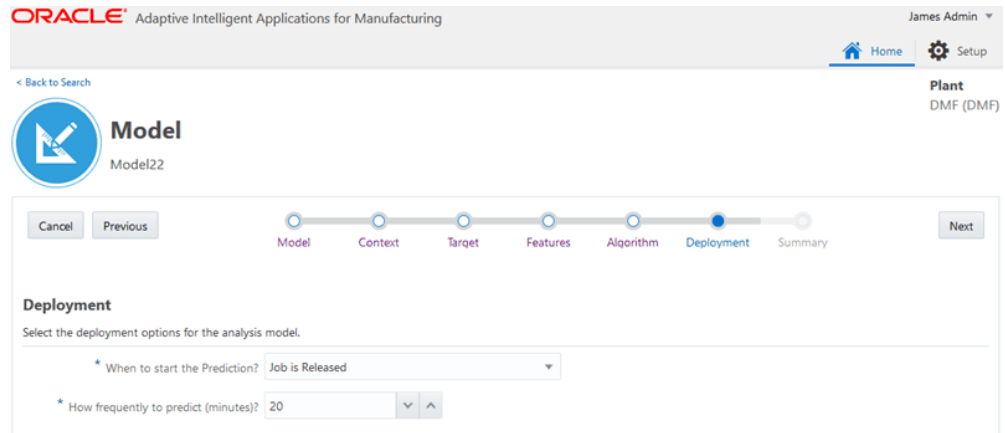 ORACLE® Adaptive Intelligent Applications for Manufacturing
James Admin
Home
Setup
< Back to Search
Plant
DMF (DMF)
Model
Model22
Cancel
Previous
Next
Model
Context
Target
Features
Algorithm
Deployment
Summary
Deployment
Select the deployment options for the analysis model.
* When to start the Prediction? Job is Released
* How frequently to predict (minutes)? 20